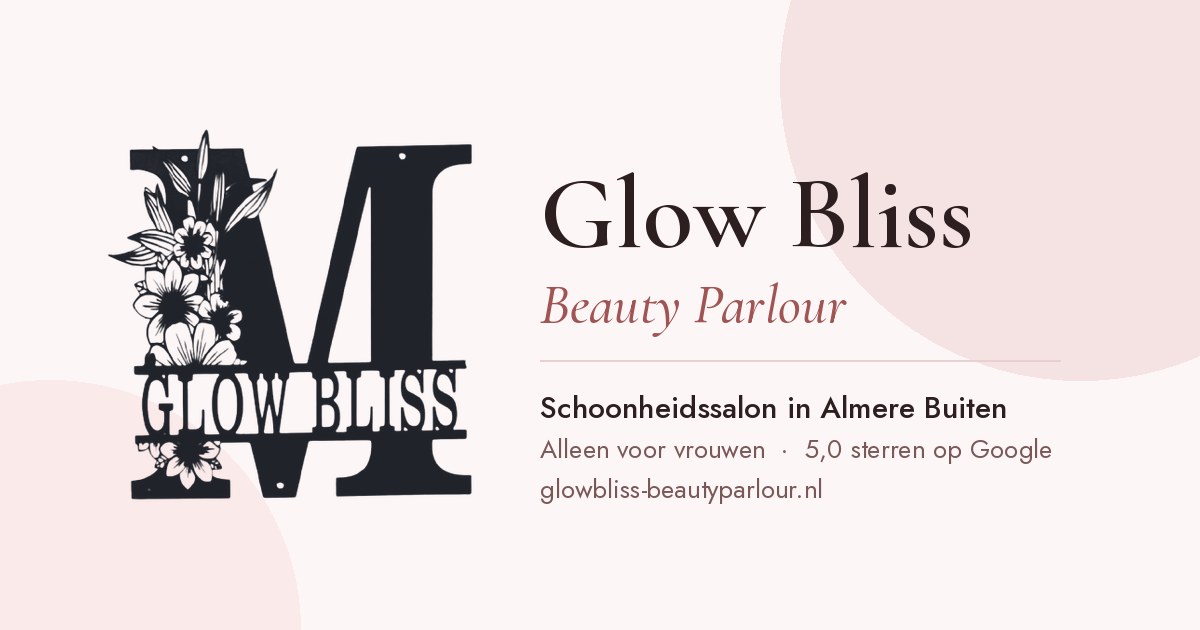 M
GLOW BLISS
Glow Bliss
Beauty Parlour
Schoonheidssalon in Almere Buiten
Alleen voor vrouwen · 5,0 sterren op Google
glowbliss-beautyparlour.nl